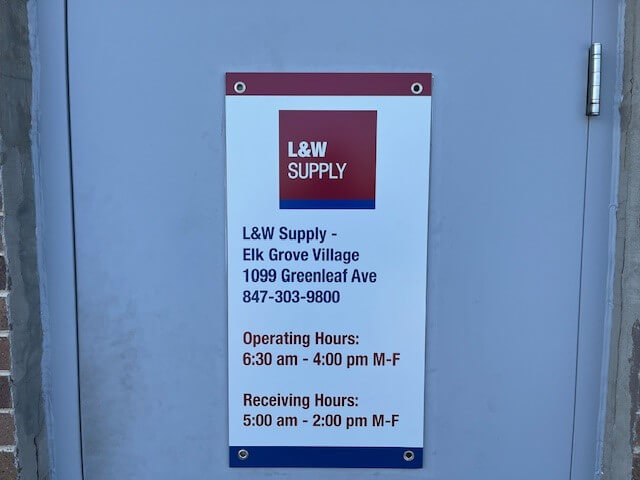 L&W
SUPPLY
L&W Supply -
Elk Grove Village
1099 Greenleaf Ave
847-303-9800
Operating Hours:
6:30 am - 4:00 pm M-F
Receiving Hours:
5:00 am - 2:00 pm M-F